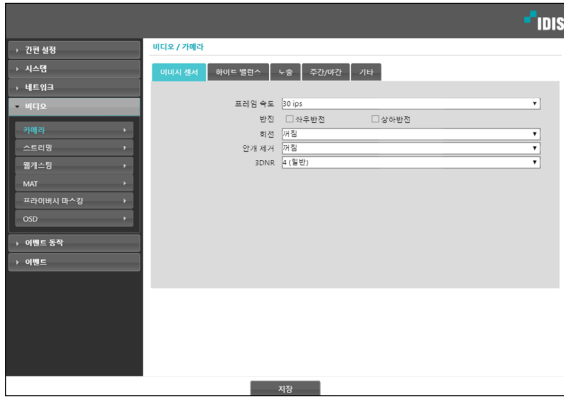 IDIS
간편 설정
시스템
네트워크
비디오
카메라
스트리밍
웹캐스팅
MAT
프라이버시 마스킹
OSD
이벤트 동작
이벤트
비디오 / 카메라
이미지 센서
화이트 밸런스
노출
주간/야간
기타
프레임 속도 30 ips
반전 좌우반전 상하반전
회전 꺼짐
안개 제거 꺼짐
3DNR 4 (일반)
저장